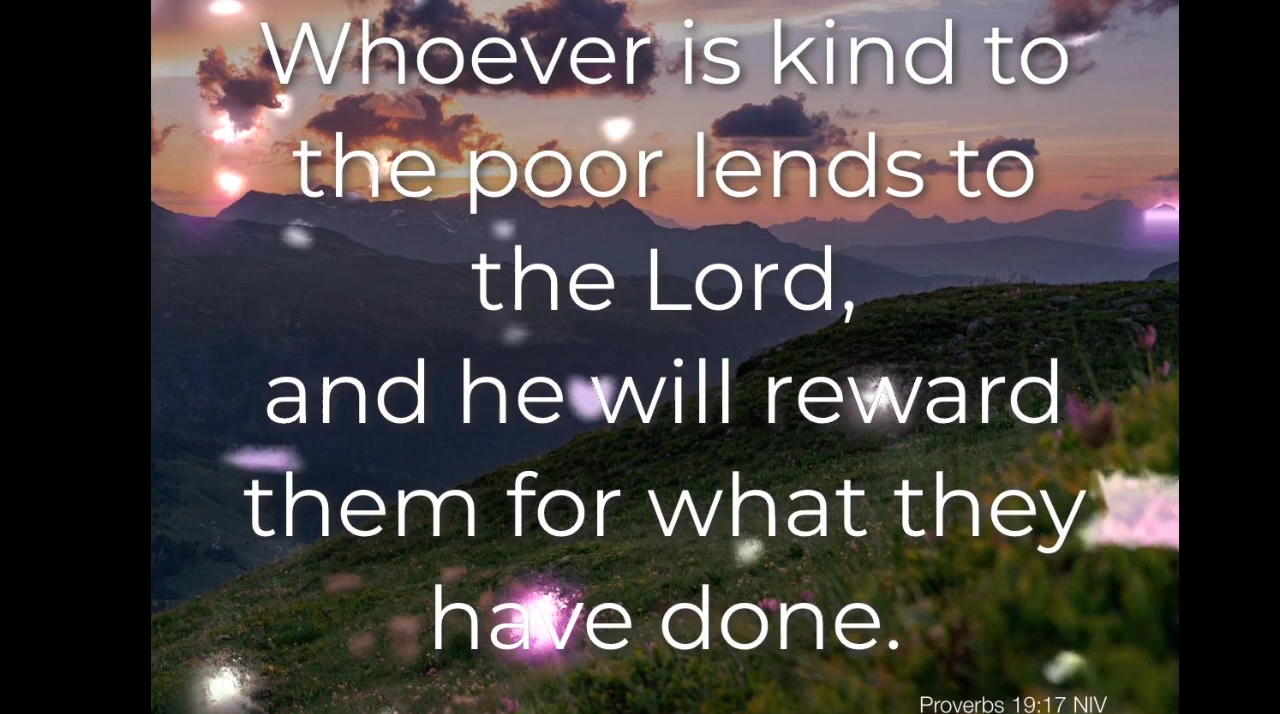 Whoever is kind to
the poor lends to
the Lord,
and he will reward
them for what they
have done.
Proverbs 19:17 NIV